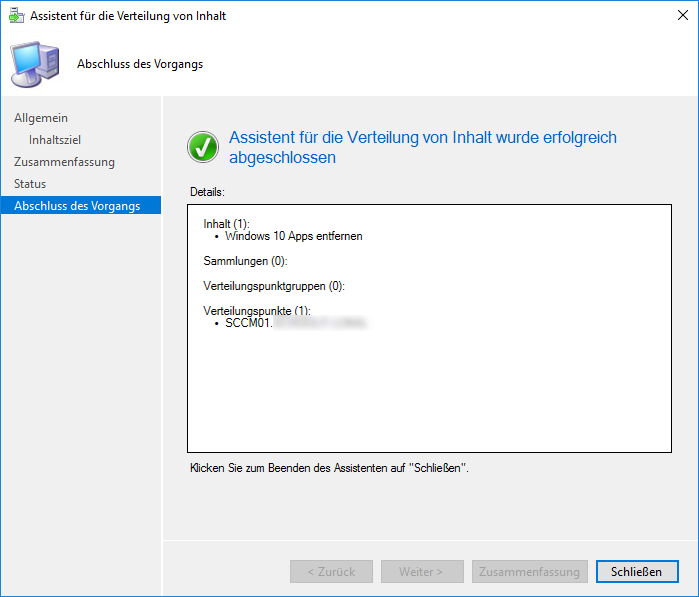 Assistent für die Verteilung von Inhalt
Abschluss des Vorgangs
Allgemein
Inhaltsziel
Zusammenfassung
Status
Abschluss des Vorgangs
Assistent für die Verteilung von Inhalt wurde erfolgreich
abgeschlossen
Details:
Inhalt (1):
• Windows 10 Apps entfernen
Sammlungen (0):
Verteilungspunktgruppen (0):
Verteilungspunkte (1):
• SCCM01.
Klicken Sie zum Beenden des Assistenten auf "Schließen".
< Zurück
Weiter >
Zusammenfassung
Schließen